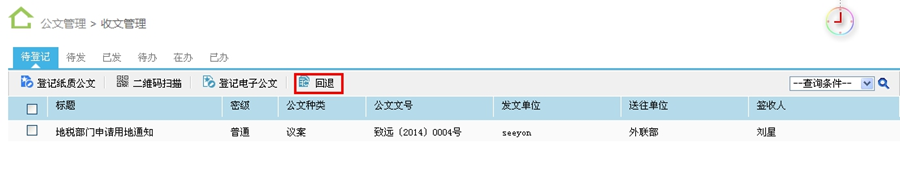 公文管理 > 收文管理
待登记 待发 已发 待办 在办 已办
登记纸质公文 二维码扫描 登记电子公文 回退 --查询条件--
标题 密级 公文种类 公文文号 发文单位 送往单位 签收人
地税部门申请用地通知 普通 议案 致远〔2014〕0004号 seeyon 外联部 刘星